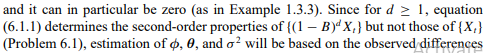 and it can in particular be zero (as in Example 1.3.3). Since for d ≥ 1, equation
(6.1.1) determines the second-order properties of {(1 − B)ᵈXₜ} but not those of {Xₜ}
(Problem 6.1), estimation of ϕ, θ, and σ² will be based on the observed differences